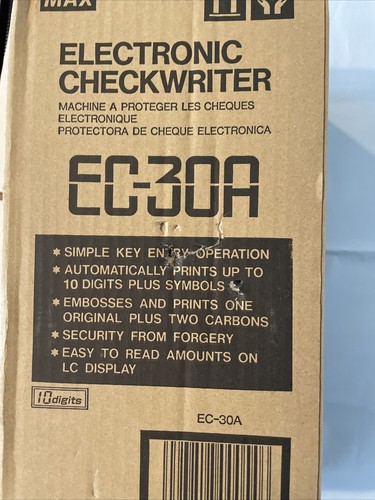 MAX
ELECTRONIC
CHECKWRITER
MACHINE A PROTEGER LES CHEQUES
ELECTRONIQUE
PROTECTORA DE CHEQUE ELECTRONICA
EC-30A
* SIMPLE KEY ENTRY OPERATION
* AUTOMATICALLY PRINTS UP TO
10 DIGITS PLUS SYMBOLS
* EMBOSSES AND PRINTS ONE
ORIGINAL PLUS TWO CARBONS
* SECURITY FROM FORGERY
* EASY TO READ AMOUNTS ON
LC DISPLAY
10digits
EC-30A